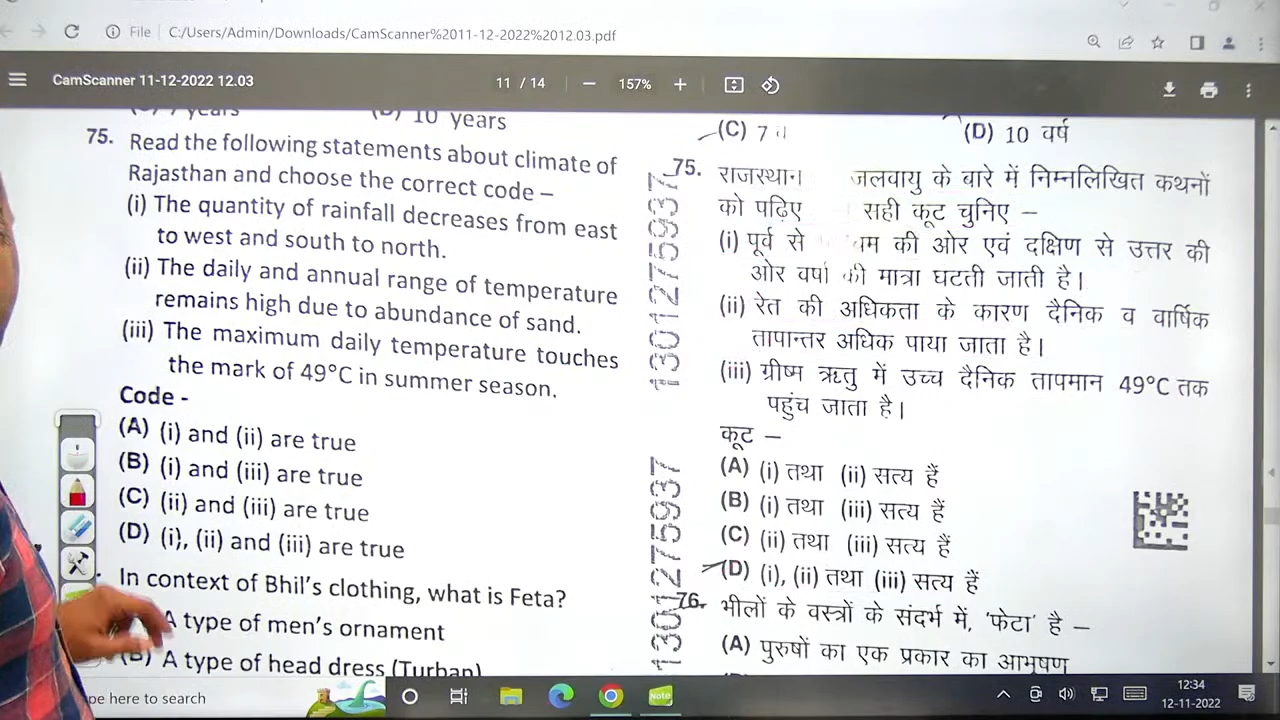 File
C:/Users/Admin/Downloads/CamScanner%2011-12-2022%2012.03.pdf
CamScanner 11-12-2022 12.03
11 / 14
157%
7 years
(D) 10 years
75. Read the following statements about climate of
Rajasthan and choose the correct code –
(i) The quantity of rainfall decreases from east
to west and south to north.
(ii) The daily and annual range of temperature
remains high due to abundance of sand.
(iii) The maximum daily temperature touches
the mark of 49°C in summer season.
Code -
(A) (i) and (ii) are true
(B) (i) and (iii) are true
(C) (ii) and (iii) are true
(D) (i), (ii) and (iii) are true
In context of Bhil's clothing, what is Feta?
A type of men's ornament
(B) A type of head dress (Turban)
1301275937
1301275937
(C) 7
(D) 10 वर्ष
75. राजस्थान जलवायु के बारे में निम्नलिखित कथनों
को पढ़िए सही कूट चुनिए –
(i) पूर्व से की ओर एवं दक्षिण से उत्तर की
ओर वर्षा की मात्रा घटती जाती है।
(ii) रेत की अधिकता के कारण दैनिक व वार्षिक
तापान्तर अधिक पाया जाता है।
(iii) ग्रीष्म ऋतु में उच्च दैनिक तापमान 49°C तक
पहुंच जाता है।
कूट –
(A) (i) तथा (ii) सत्य हैं
(B) (i) तथा (iii) सत्य हैं
(C) (ii) तथा (iii) सत्य हैं
(D) (i), (ii) तथा (iii) सत्य हैं
76. भीलों के वस्त्रों के संदर्भ में, 'फेटा' है –
(A) पुरुषों का एक प्रकार का आभूषण
here to search
Note
12:34
12-11-2022